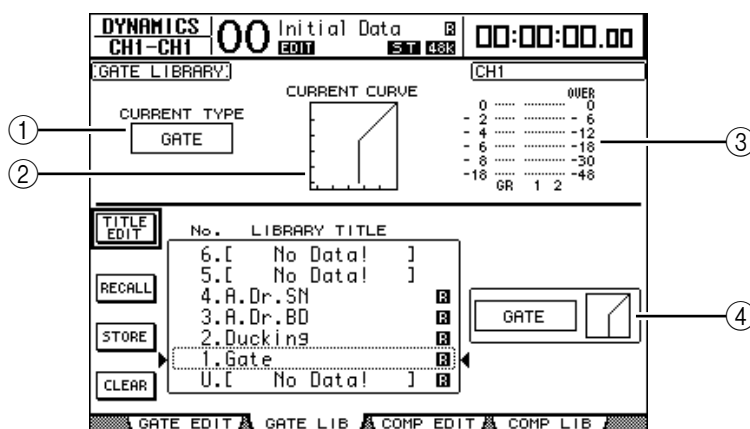 DYNAMICS
CH1-CH1
00 Initial Data R
EDIT ST 48K
00:00:00.00
GATE LIBRARY
CH1
CURRENT TYPE
GATE
CURRENT CURVE
OVER
0 0
-2 -6
-4 -12
-6 -18
-8 -30
-18 -48
GR 1 2
① ② ③ ④
TITLE EDIT
RECALL
STORE
CLEAR
No. LIBRARY TITLE
6.[ No Data! ]
5.[ No Data! ]
4.A.Dr.SN R
3.A.Dr.BD R
2.Ducking R
1.Gate R
U.[ No Data! ] R
GATE
GATE EDIT GATE LIB COMP EDIT COMP LIB